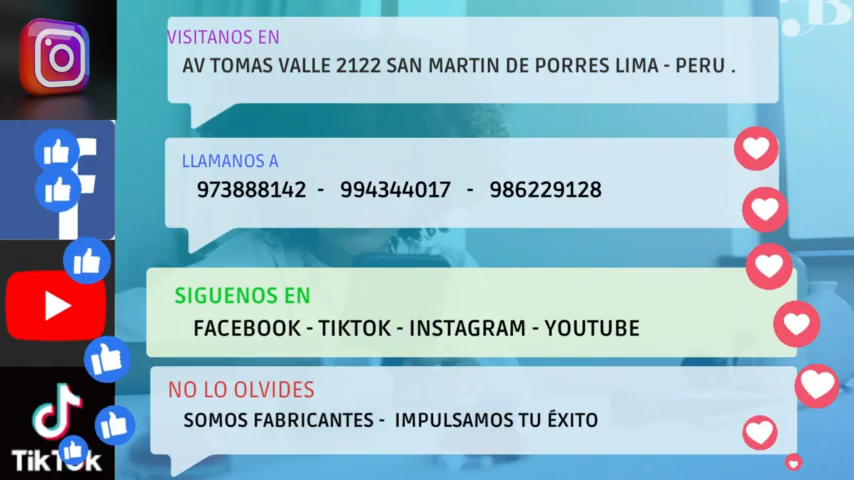 VISITANOS EN
AV TOMAS VALLE 2122 SAN MARTIN DE PORRES LIMA - PERU .
LLAMANOS A
973888142 - 994344017 - 986229128
SIGUENOS EN
FACEBOOK - TIKTOK - INSTAGRAM - YOUTUBE
NO LO OLVIDES
SOMOS FABRICANTES - IMPULSAMOS TU ÉXITO
TikTok